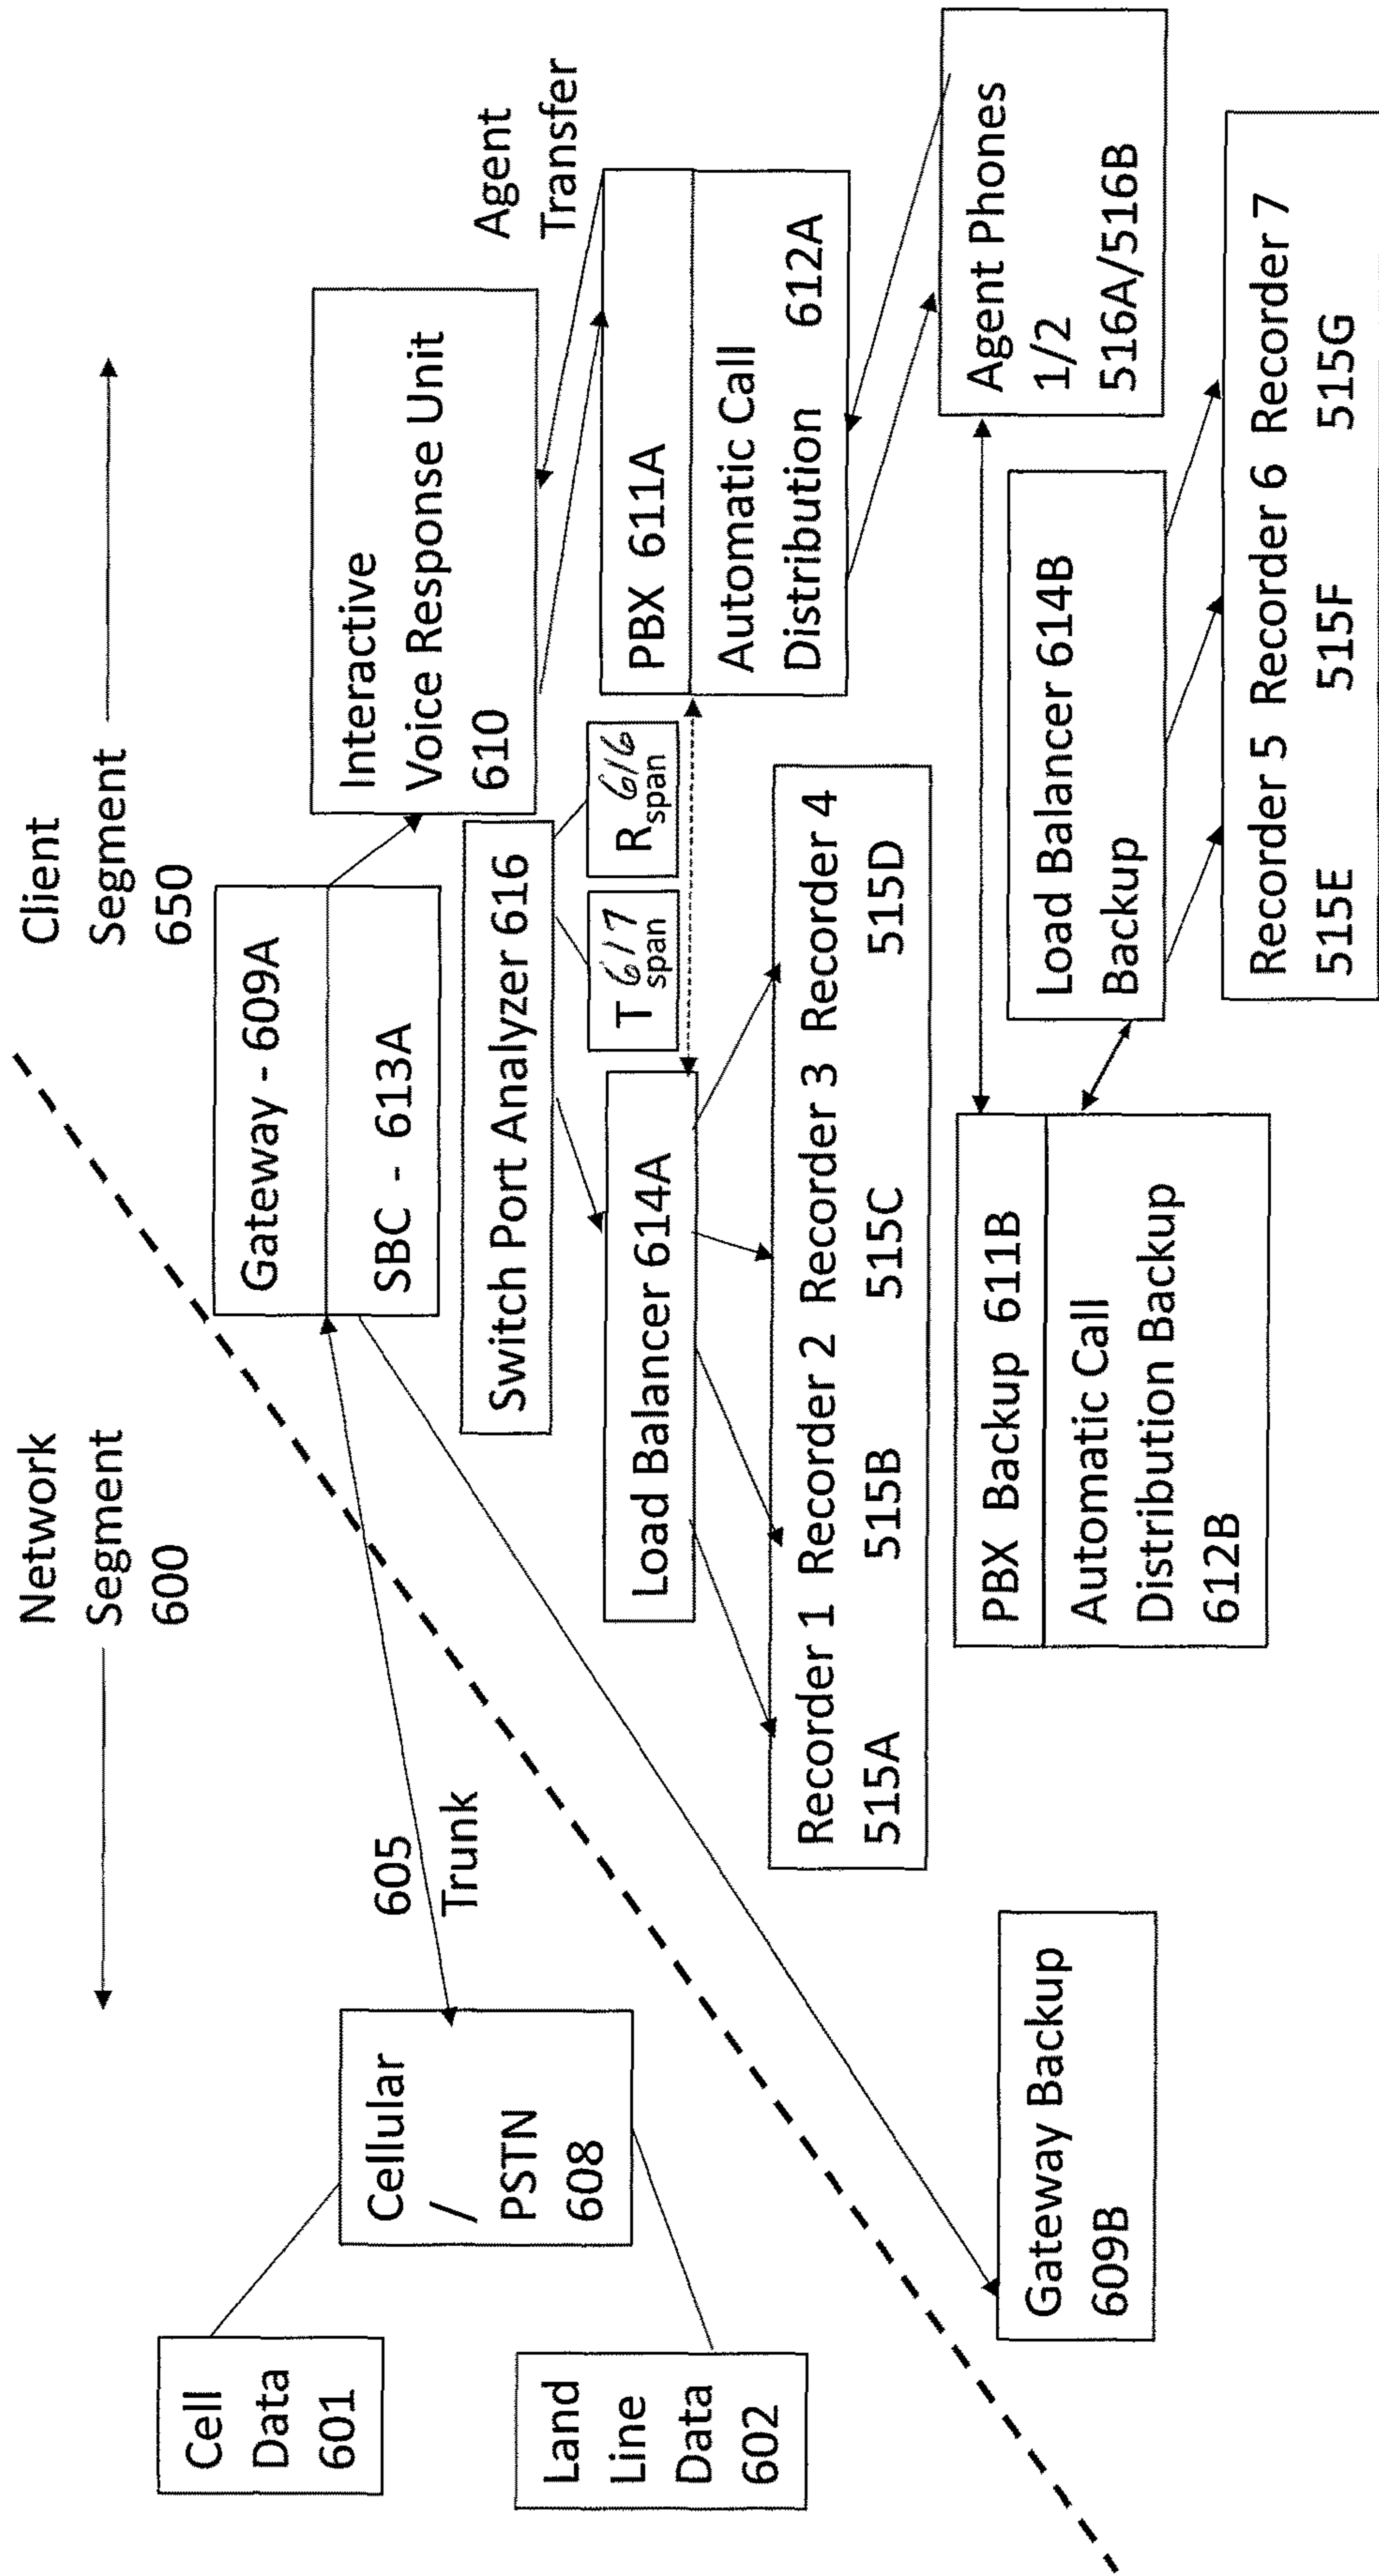 Network
Segment
600
Client
Segment
650
Cell
Data
601
Land
Line
Data
602
Cellular
/
PSTN
608
605
Trunk
Gateway - 609A
SBC - 613A
Gateway Backup
609B
Interactive
Voice Response Unit
610
Switch Port Analyzer 616
T 617
span
R 616
span
Agent
Transfer
PBX 611A
Automatic Call
Distribution 612A
Load Balancer 614A
Recorder 1 Recorder 2 Recorder 3 Recorder 4
515A 515B 515C 515D
Agent Phones
1/2
516A/516B
PBX Backup 611B
Automatic Call
Distribution Backup
612B
Load Balancer 614B
Backup
Recorder 5 Recorder 6 Recorder 7
515E 515F 515G